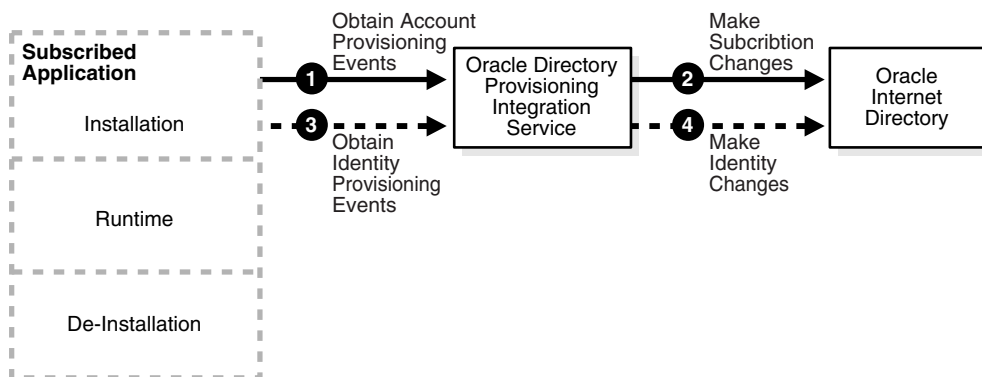 Subscribed
Application
Installation
Runtime
De-Installation
Obtain Account
Provisioning
Events
1
3
Obtain
Identity
Provisioning
Events
Oracle Directory
Provisioning
Integration
Service
Make
Subcribtion
Changes
2
4
Make
Identity
Changes
Oracle
Internet
Directory